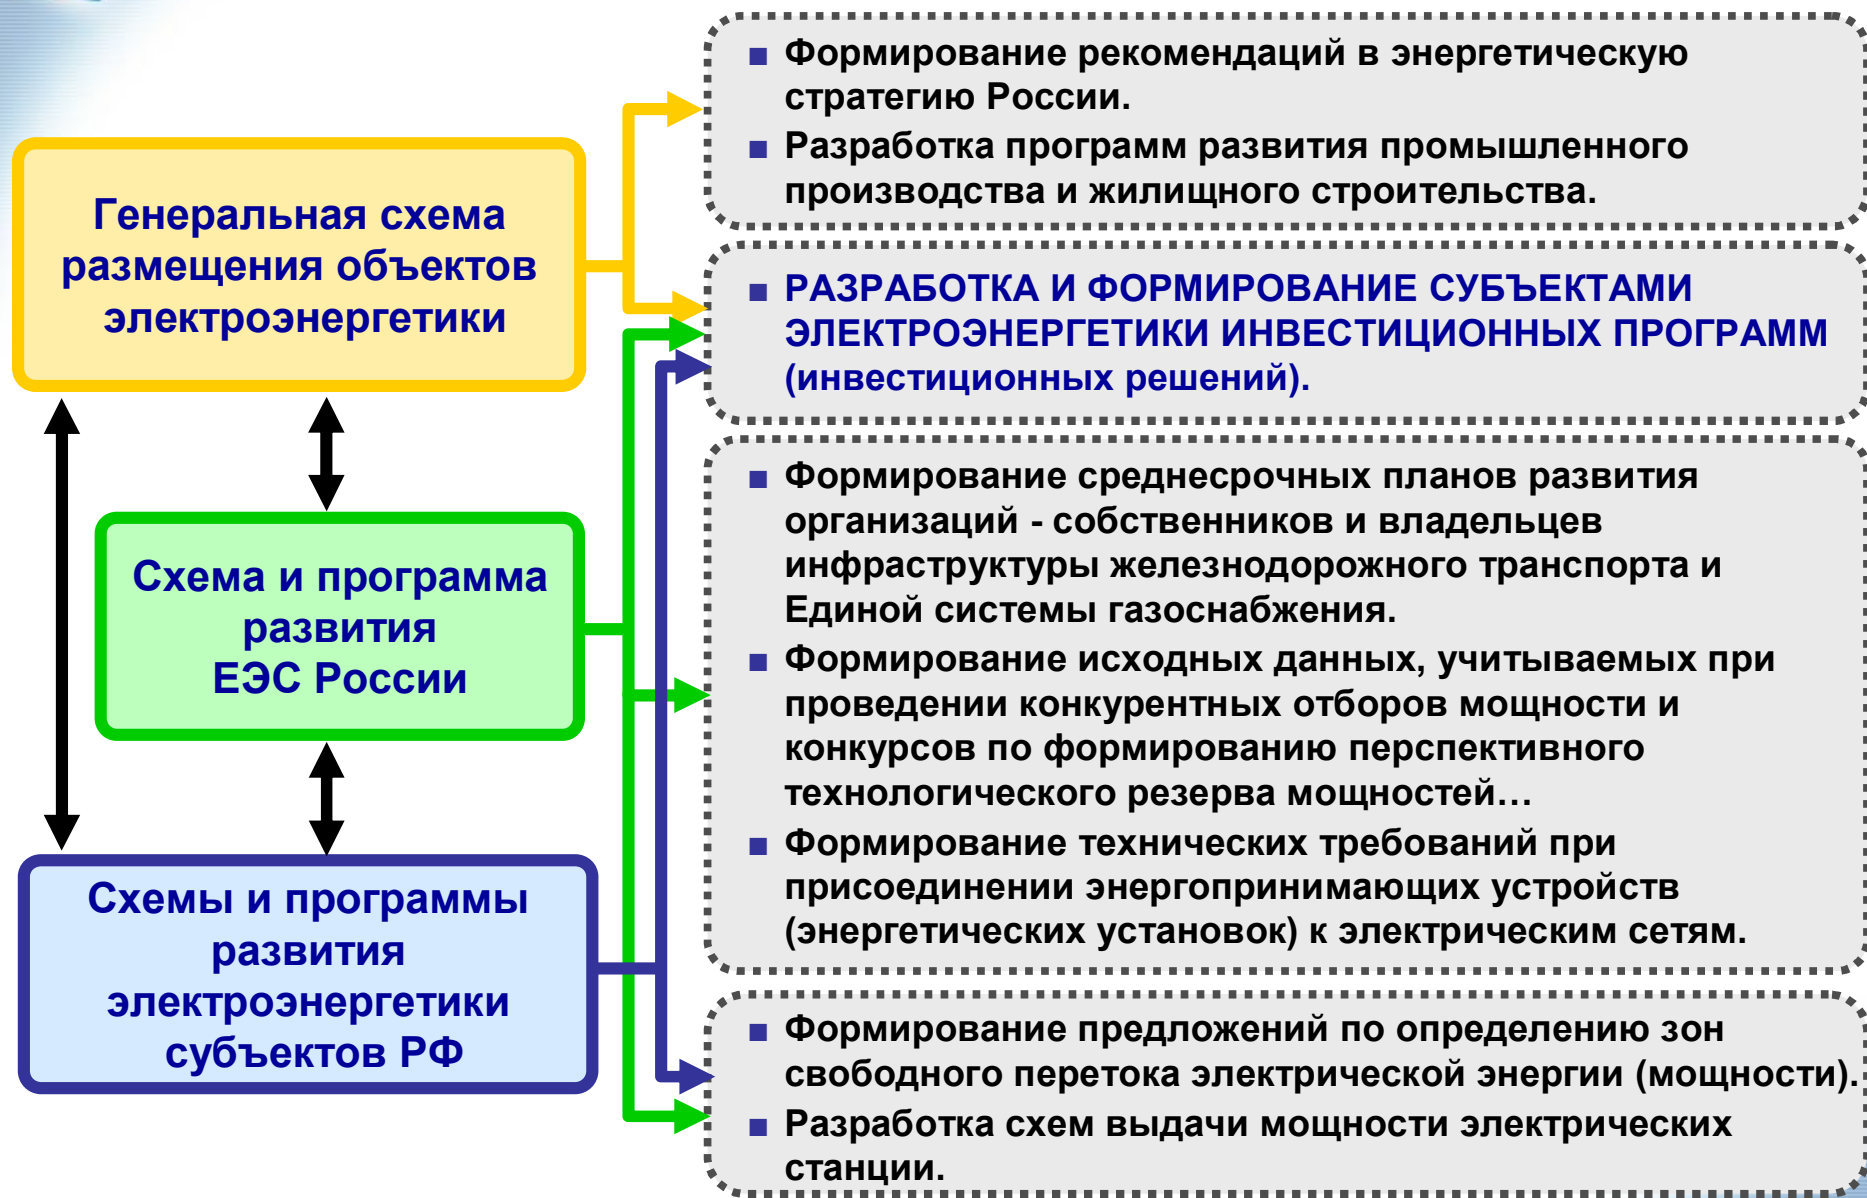 Генеральная схема
размещения объектов
электроэнергетики
Схема и программа
развития
ЕЭС России
Схемы и программы
развития
электроэнергетики
субъектов РФ
■ Формирование рекомендаций в энергетическую
стратегию России.
■ Разработка программ развития промышленного
производства и жилищного строительства.
■ РАЗРАБОТКА И ФОРМИРОВАНИЕ СУБЪЕКТАМИ
ЭЛЕКТРОЭНЕРГЕТИКИ ИНВЕСТИЦИОННЫХ ПРОГРАММ
(инвестиционных решений).
■ Формирование среднесрочных планов развития
организаций - собственников и владельцев
инфраструктуры железнодорожного транспорта и
Единой системы газоснабжения.
■ Формирование исходных данных, учитываемых при
проведении конкурентных отборов мощности и
конкурсов по формированию перспективного
технологического резерва мощностей…
■ Формирование технических требований при
присоединении энергопринимающих устройств
(энергетических установок) к электрическим сетям.
■ Формирование предложений по определению зон
свободного перетока электрической энергии (мощности).
■ Разработка схем выдачи мощности электрических
станции.